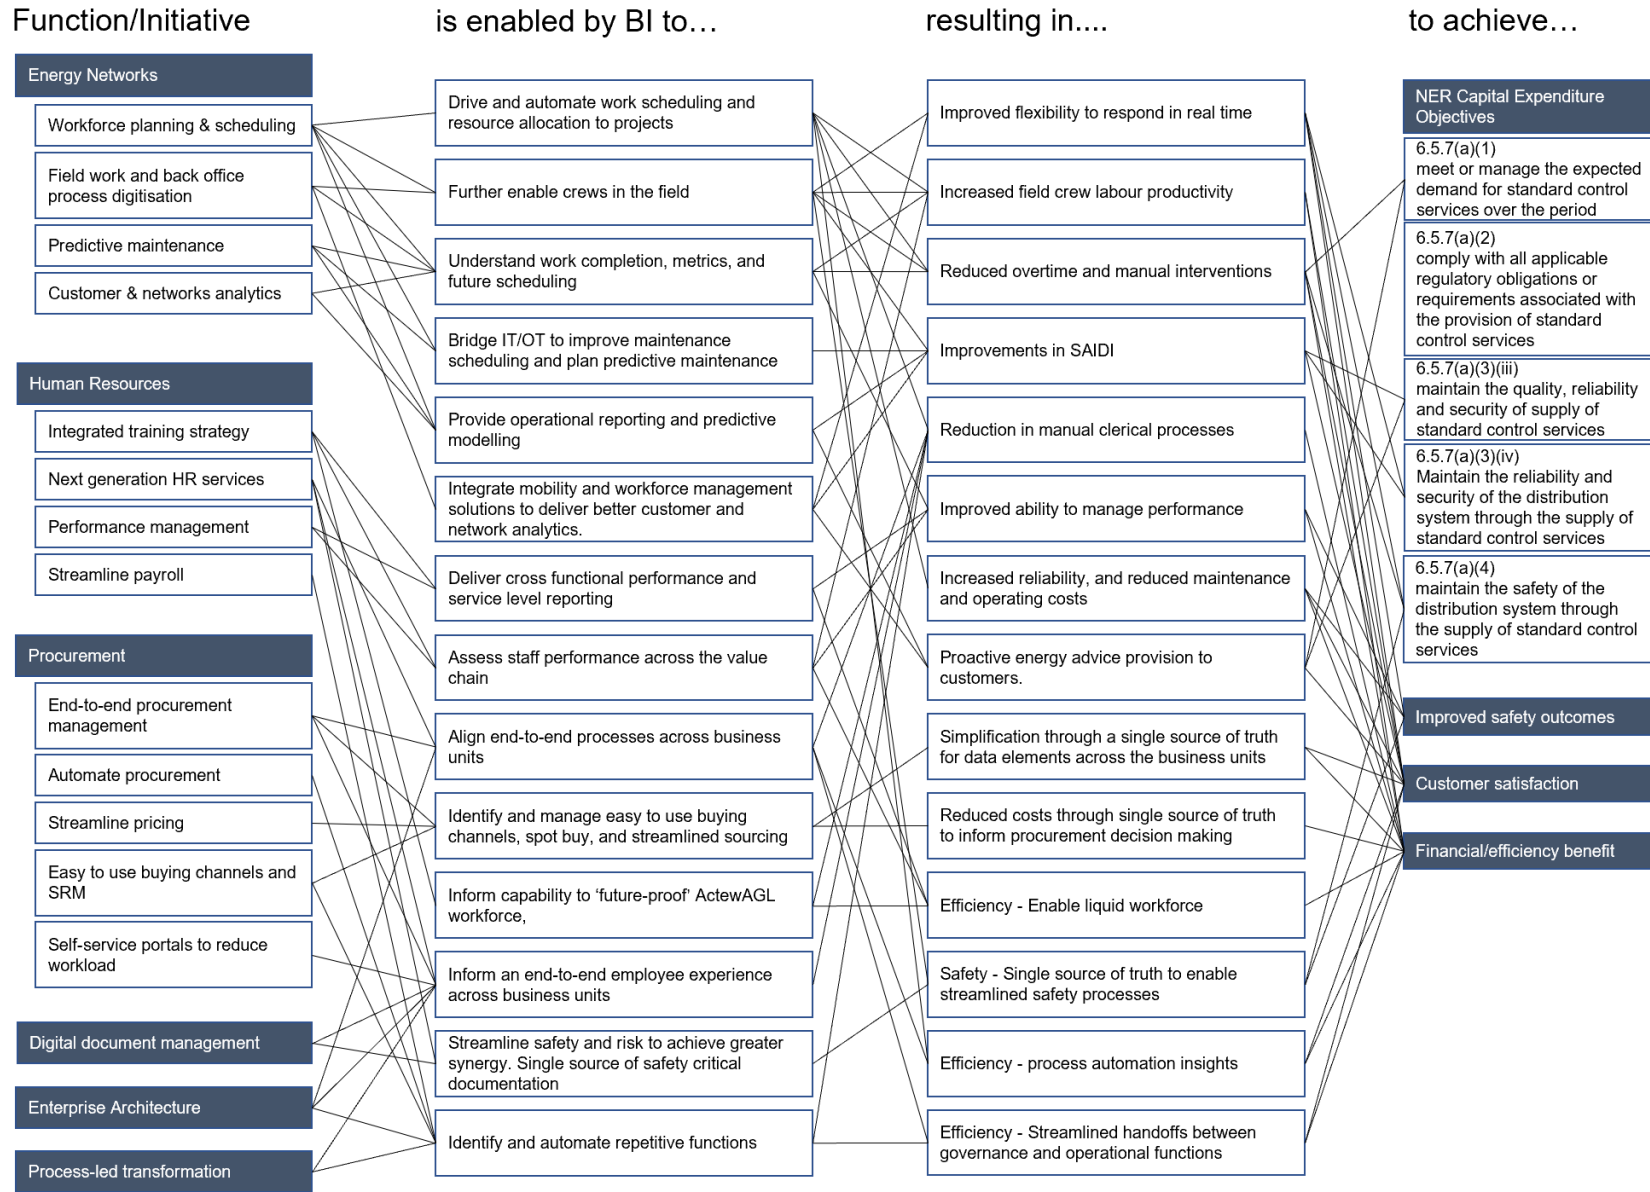 Function/Initiative
is enabled by BI to…
resulting in....
to achieve…
Energy Networks
Workforce planning & scheduling
Field work and back office
process digitisation
Predictive maintenance
Customer & networks analytics
Human Resources
Integrated training strategy
Next generation HR services
Performance management
Streamline payroll
Procurement
End-to-end procurement
management
Automate procurement
Streamline pricing
Easy to use buying channels and
SRM
Self-service portals to reduce
workload
Digital document management
Enterprise Architecture
Process-led transformation
Drive and automate work scheduling and
resource allocation to projects
Further enable crews in the field
Understand work completion, metrics, and
future scheduling
Bridge IT/OT to improve maintenance
scheduling and plan predictive maintenance
Provide operational reporting and predictive
modelling
Integrate mobility and workforce management
solutions to deliver better customer and
network analytics.
Deliver cross functional performance and
service level reporting
Assess staff performance across the value
chain
Align end-to-end processes across business
units
Identify and manage easy to use buying
channels, spot buy, and streamlined sourcing
Inform capability to ‘future-proof’ ActewAGL
workforce,
Inform an end-to-end employee experience
across business units
Streamline safety and risk to achieve greater
synergy. Single source of safety critical
documentation
Identify and automate repetitive functions
Improved flexibility to respond in real time
Increased field crew labour productivity
Reduced overtime and manual interventions
Improvements in SAIDI
Reduction in manual clerical processes
Improved ability to manage performance
Increased reliability, and reduced maintenance
and operating costs
Proactive energy advice provision to
customers.
Simplification through a single source of truth
for data elements across the business units
Reduced costs through single source of truth
to inform procurement decision making
Efficiency - Enable liquid workforce
Safety - Single source of truth to enable
streamlined safety processes
Efficiency - process automation insights
Efficiency - Streamlined handoffs between
governance and operational functions
NER Capital Expenditure
Objectives
6.5.7(a)(1)
meet or manage the expected
demand for standard control
services over the period
6.5.7(a)(2)
comply with all applicable
regulatory obligations or
requirements associated with
the provision of standard
control services
6.5.7(a)(3)(iii)
maintain the quality, reliability
and security of supply of
standard control services
6.5.7(a)(3)(iv)
Maintain the reliability and
security of the distribution
system through the supply of
standard control services
6.5.7(a)(4)
maintain the safety of the
distribution system through
the supply of standard control
services
Improved safety outcomes
Customer satisfaction
Financial/efficiency benefit